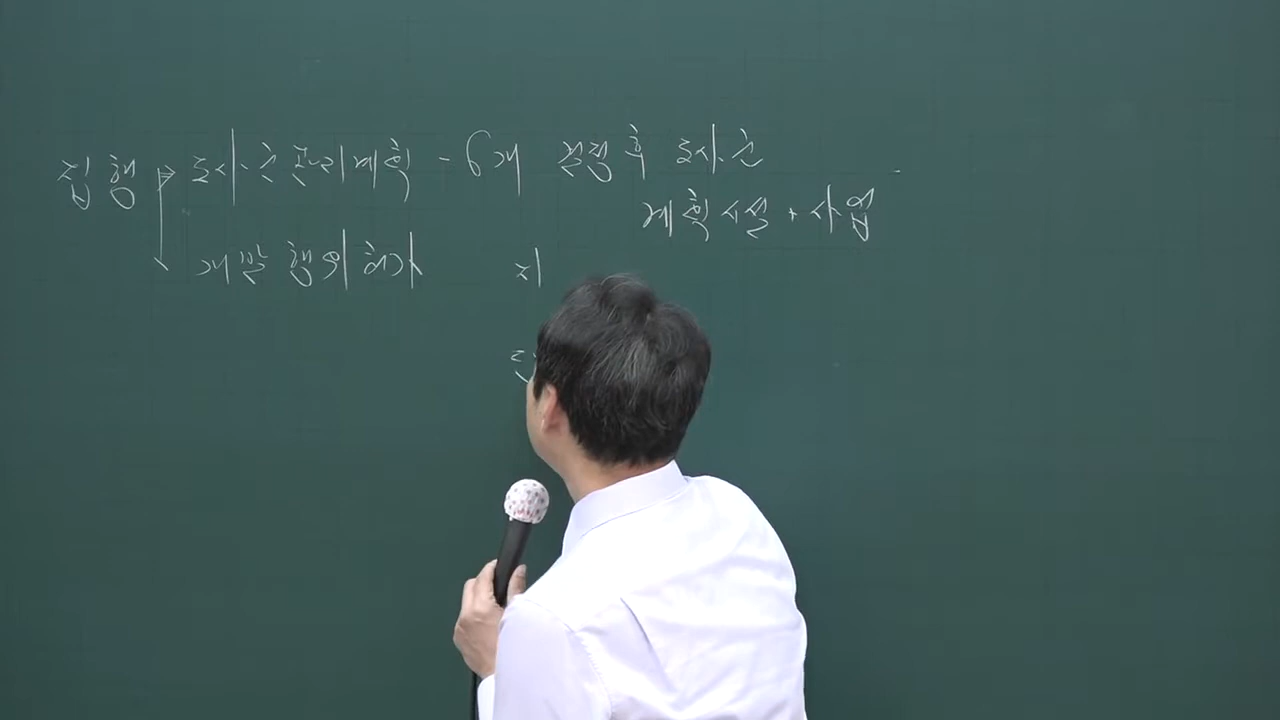 집행 → 도시·군관리계획 - 6개 결정 후 도시·군
계획시설 + 사업
개발행위허가 지